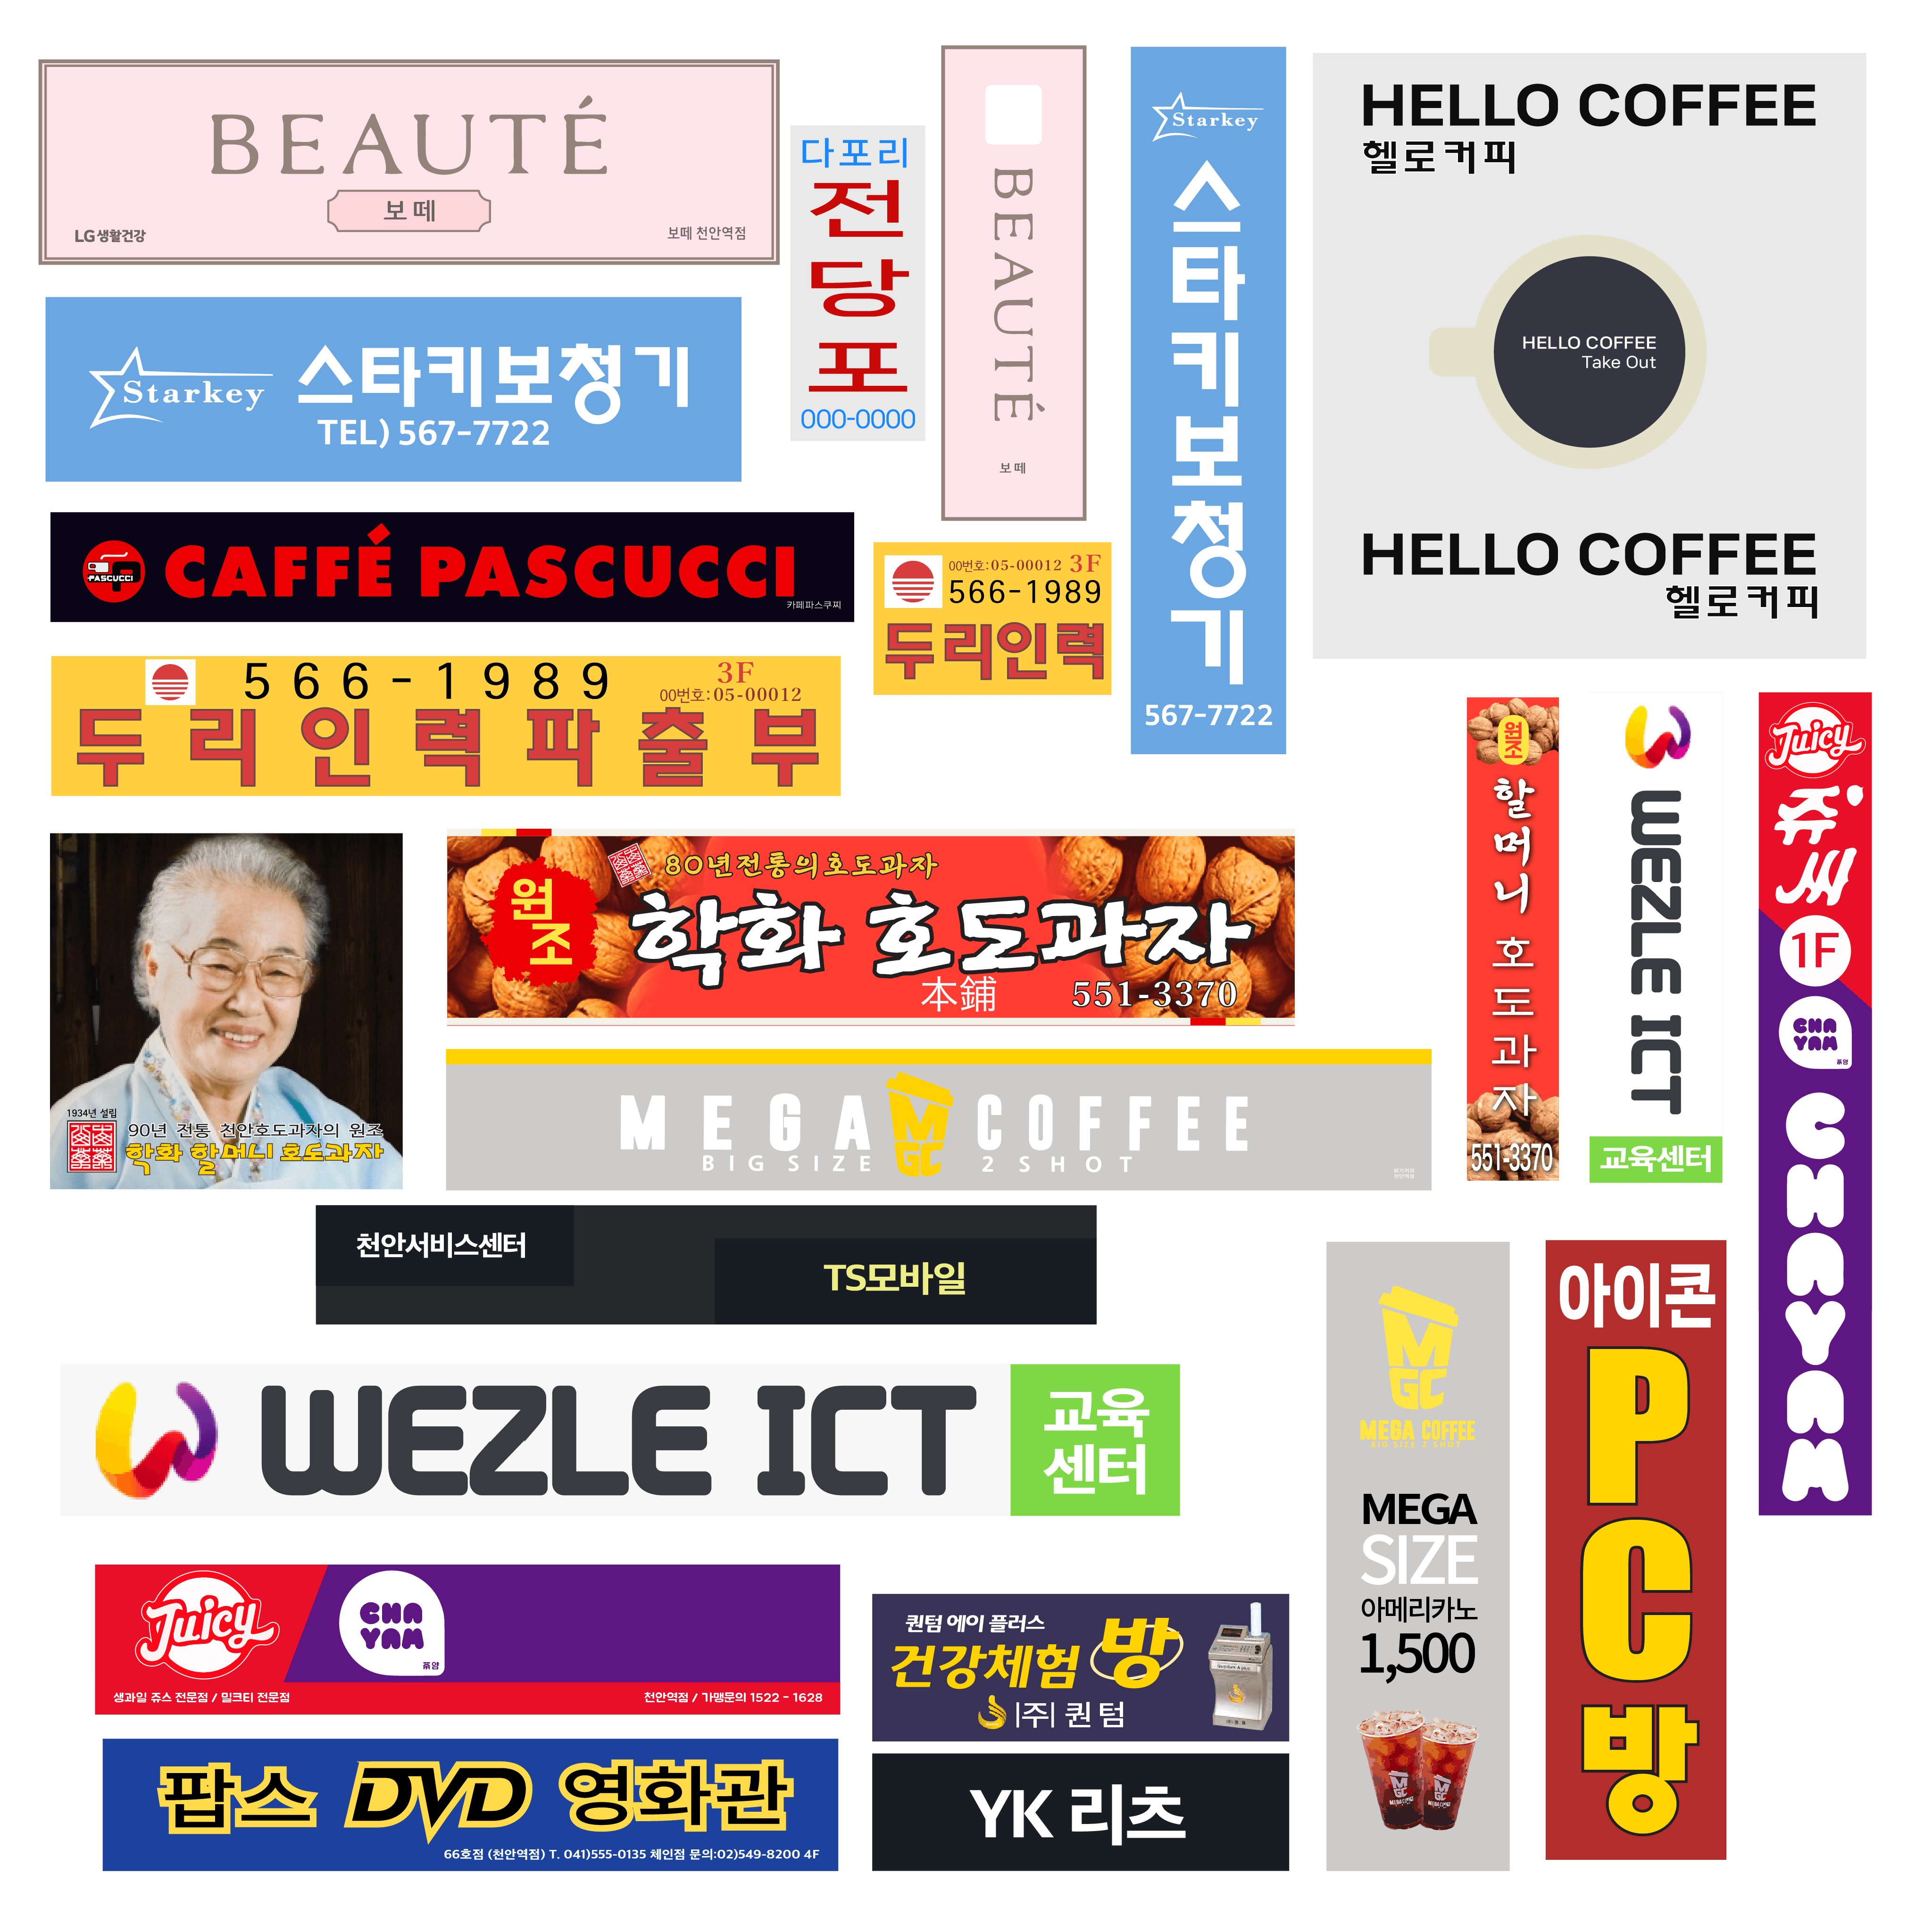 BEAUTÉ
보떼
LG생활건강
보떼 천안역점
다포리
전
당
포
000-0000
BEAUTÉ
보떼
Starkey
스타키보청기
567-7722
HELLO COFFEE
헬로커피
HELLO COFFEE
Take Out
HELLO COFFEE
헬로커피
Starkey
스타키보청기
TEL) 567-7722
PASCUCCI
CAFFÉ PASCUCCI
카페파스쿠찌
00번호:05-00012 3F
566-1989
두리인력
566-1989
3F
00번호:05-00012
두리인력파출부
원조
할머니
호도과자
551-3370
WEZLE ICT
교육센터
Juicy
쥬씨
1F
CHA
YAM
茶얌
CHAYAM
1934년 설립
90년 전통 천안호도과자의 원조
학화 할머니 호도과자
원조
80년전통의호도과자
학화 호도과자
本鋪
551-3370
MEGA MGC COFFEE
BIG SIZE 2 SHOT
천안서비스센터
TS모바일
WEZLE ICT
교육
센터
MGC
MEGA COFFEE
BIG SIZE 2 SHOT
MEGA
SIZE
아메리카노
1,500
아이콘
P
C
방
Juicy
CHA
YAM
茶얌
생과일 쥬스 전문점 / 밀크티 전문점
천안역점 / 가맹문의 1522 - 1628
퀀텀 에이 플러스
건강체험 방
|주| 퀀텀
팝스 DVD 영화관
66호점 (천안역점) T. 041)555-0135 체인점 문의:02)549-8200 4F
YK 리츠